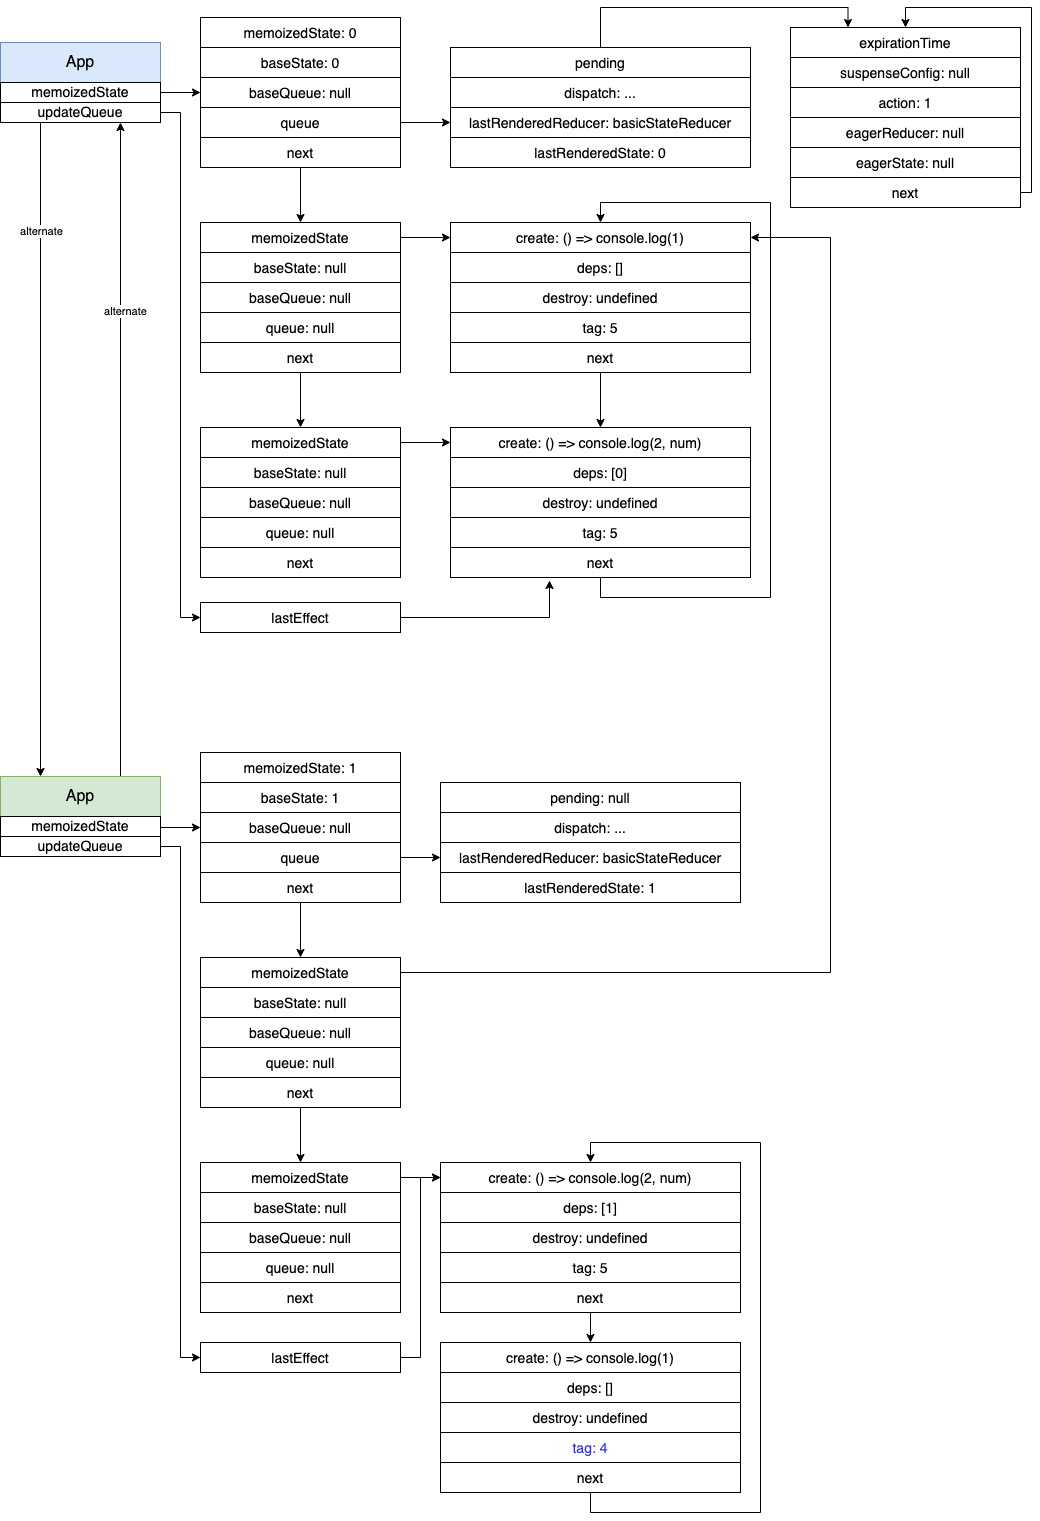 App
memoizedState
updateQueue
alternate
alternate
memoizedState: 0
baseState: 0
baseQueue: null
queue
next
pending
dispatch: ...
lastRenderedReducer: basicStateReducer
lastRenderedState: 0
expirationTime
suspenseConfig: null
action: 1
eagerReducer: null
eagerState: null
next
memoizedState
baseState: null
baseQueue: null
queue: null
next
create: () => console.log(1)
deps: []
destroy: undefined
tag: 5
next
memoizedState
baseState: null
baseQueue: null
queue: null
next
create: () => console.log(2, num)
deps: [0]
destroy: undefined
tag: 5
next
lastEffect
App
memoizedState
updateQueue
memoizedState: 1
baseState: 1
baseQueue: null
queue
next
pending: null
dispatch: ...
lastRenderedReducer: basicStateReducer
lastRenderedState: 1
memoizedState
baseState: null
baseQueue: null
queue: null
next
memoizedState
baseState: null
baseQueue: null
queue: null
next
create: () => console.log(2, num)
deps: [1]
destroy: undefined
tag: 5
next
lastEffect
create: () => console.log(1)
deps: []
destroy: undefined
tag: 4
next